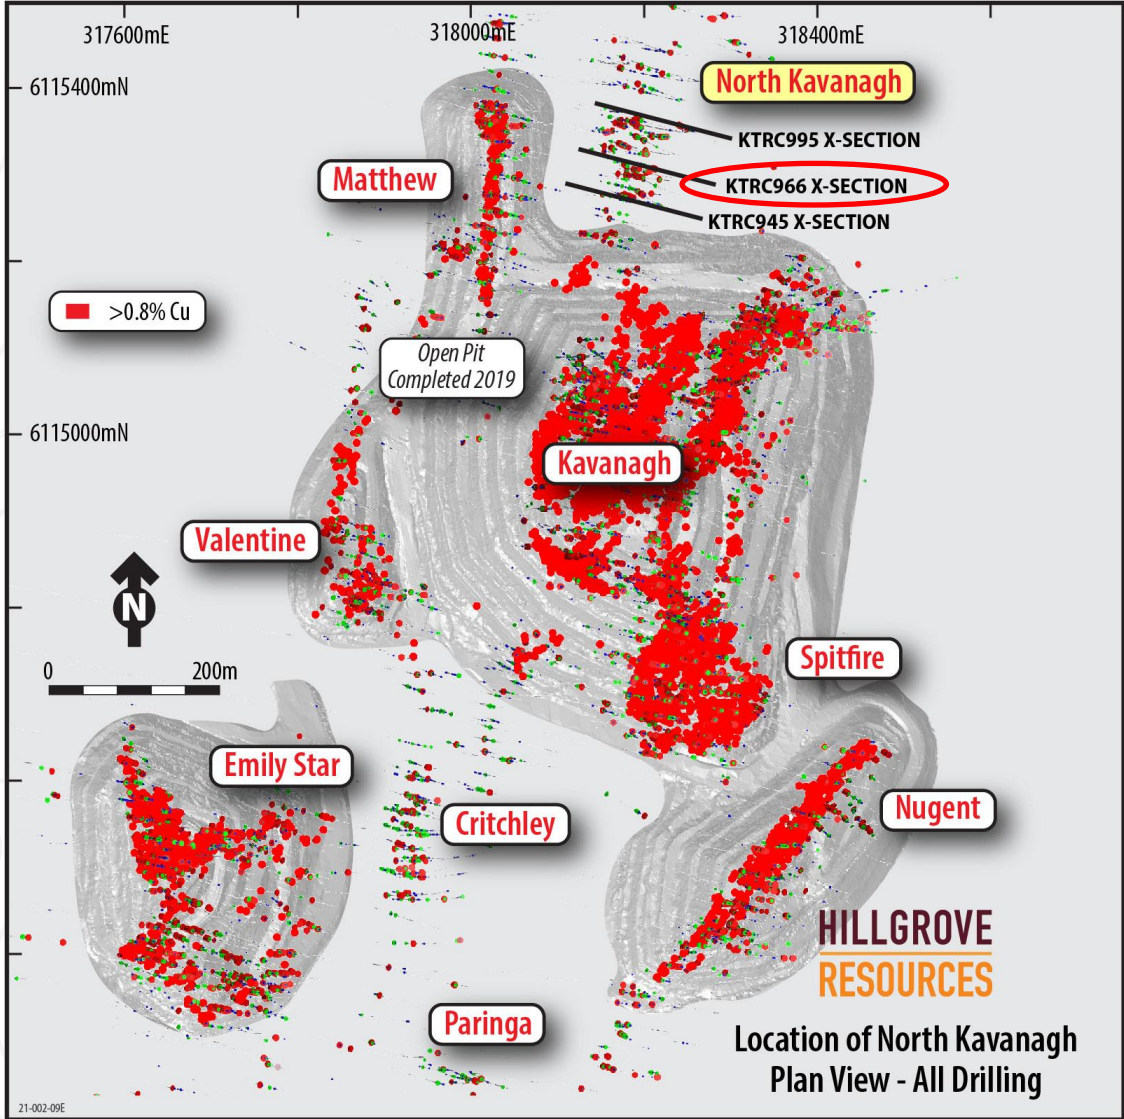 317600mE
318000mE
318400mE
6115400mN
North Kavanagh
KTRC995 X-SECTION
Matthew
KTRC966 X-SECTION
KTRC945 X-SECTION
>0.8% Cu
Open Pit
Completed 2019
6115000mN
Kavanagh
Valentine
N
0 200m
Spitfire
Emily Star
Critchley
Nugent
HILLGROVE
RESOURCES
Paringa
Location of North Kavanagh
Plan View - All Drilling
21-002-09E